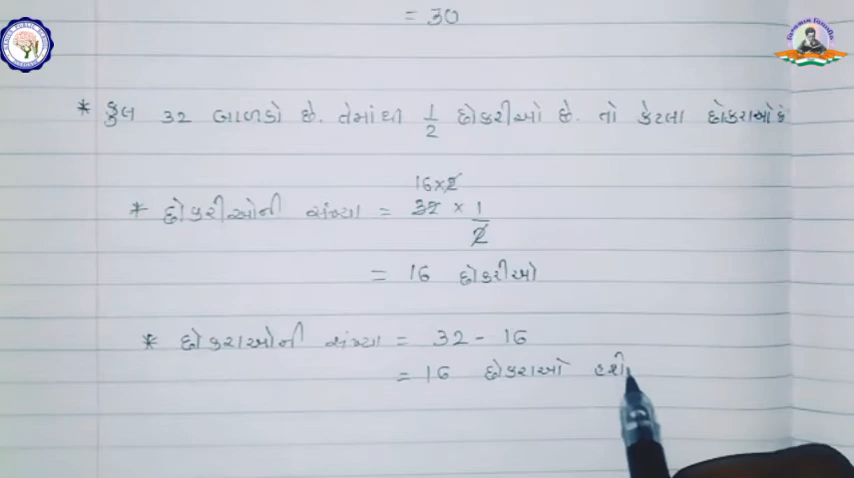 = 30
* કુલ 32 બાળકો છે. તેમાંથી 1/2 છોકરીઓ છે. તો કેટલા છોકરાઓ
16×2
* છોકરીઓની સંખ્યા = 32 × 1/2
= 16 છોકરીઓ
* છોકરાઓની સંખ્યા = 32 - 16
= 16 છોકરાઓ